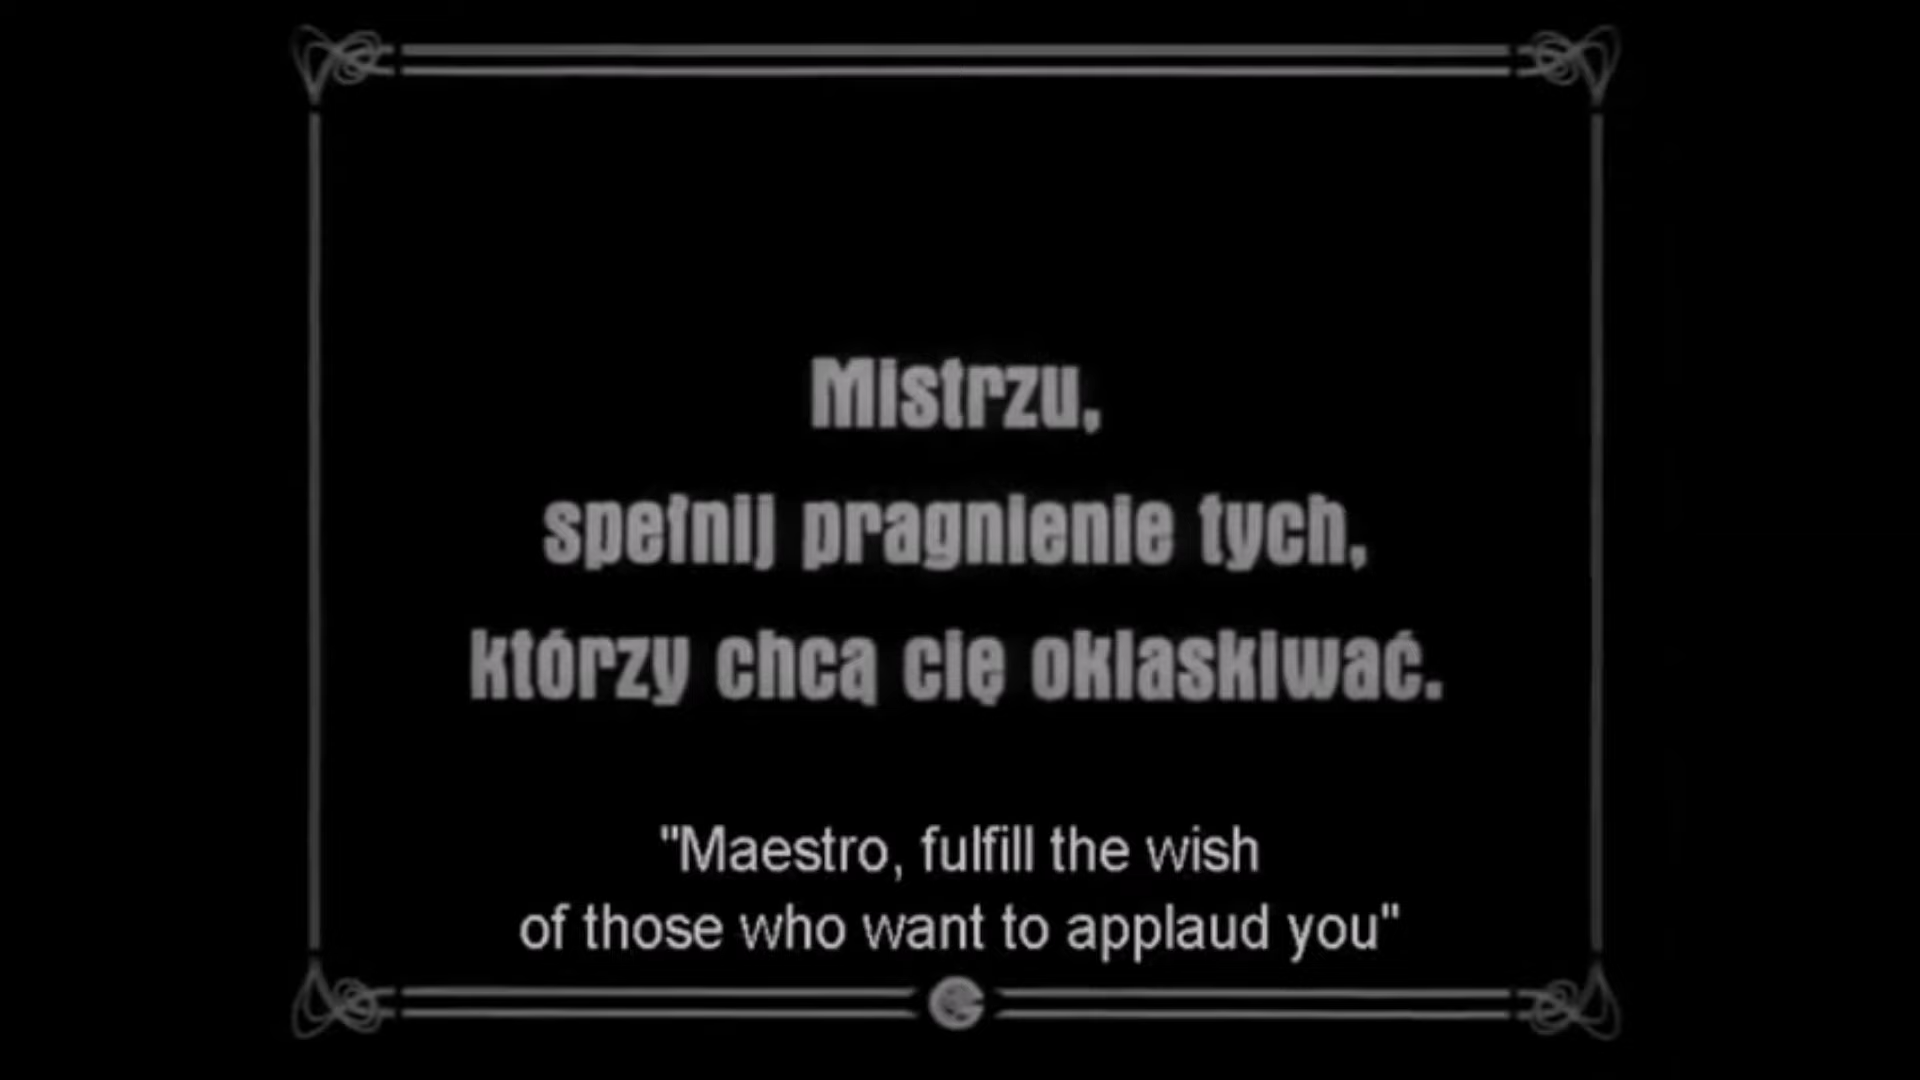 Mistrzu,
spełnij pragnienie tych,
którzy chcą cię oklaskiwać.
"Maestro, fulfill the wish
of those who want to applaud you"